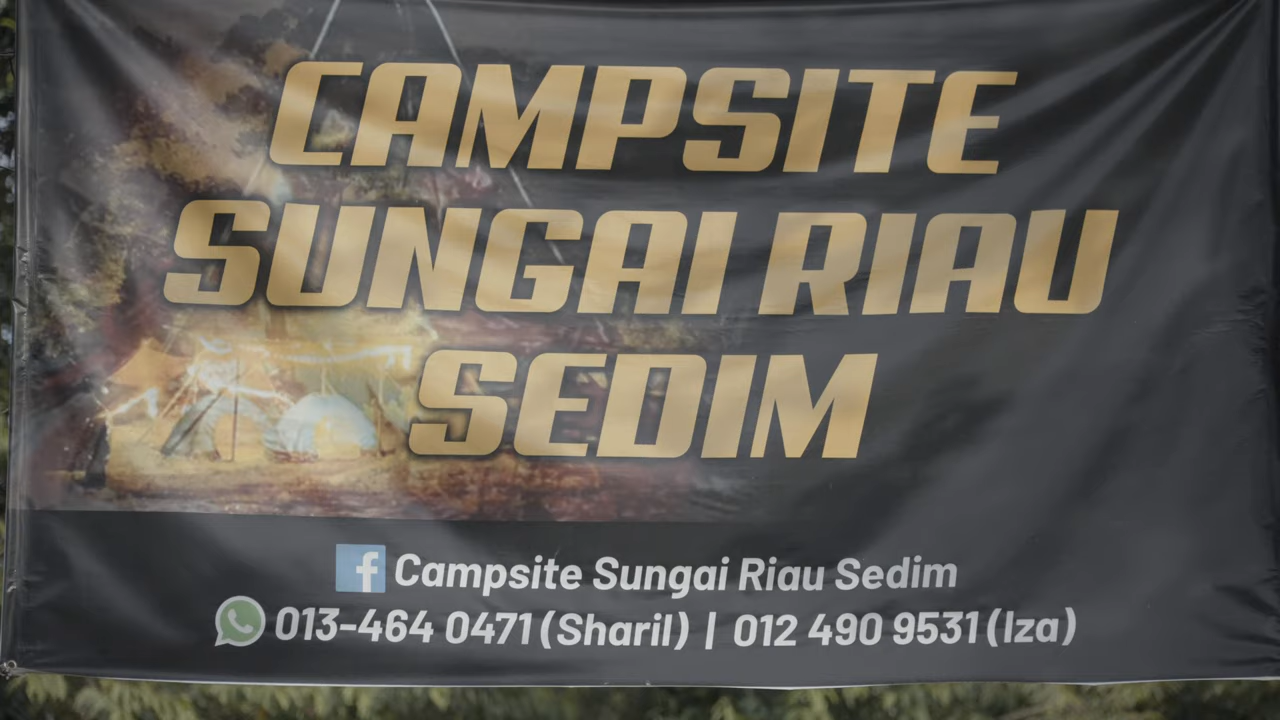 CAMPSITE
SUNGAI RIAU
SEDIM
f Campsite Sungai Riau Sedim
013-464 0471 (Sharil) | 012 490 9531 (Iza)